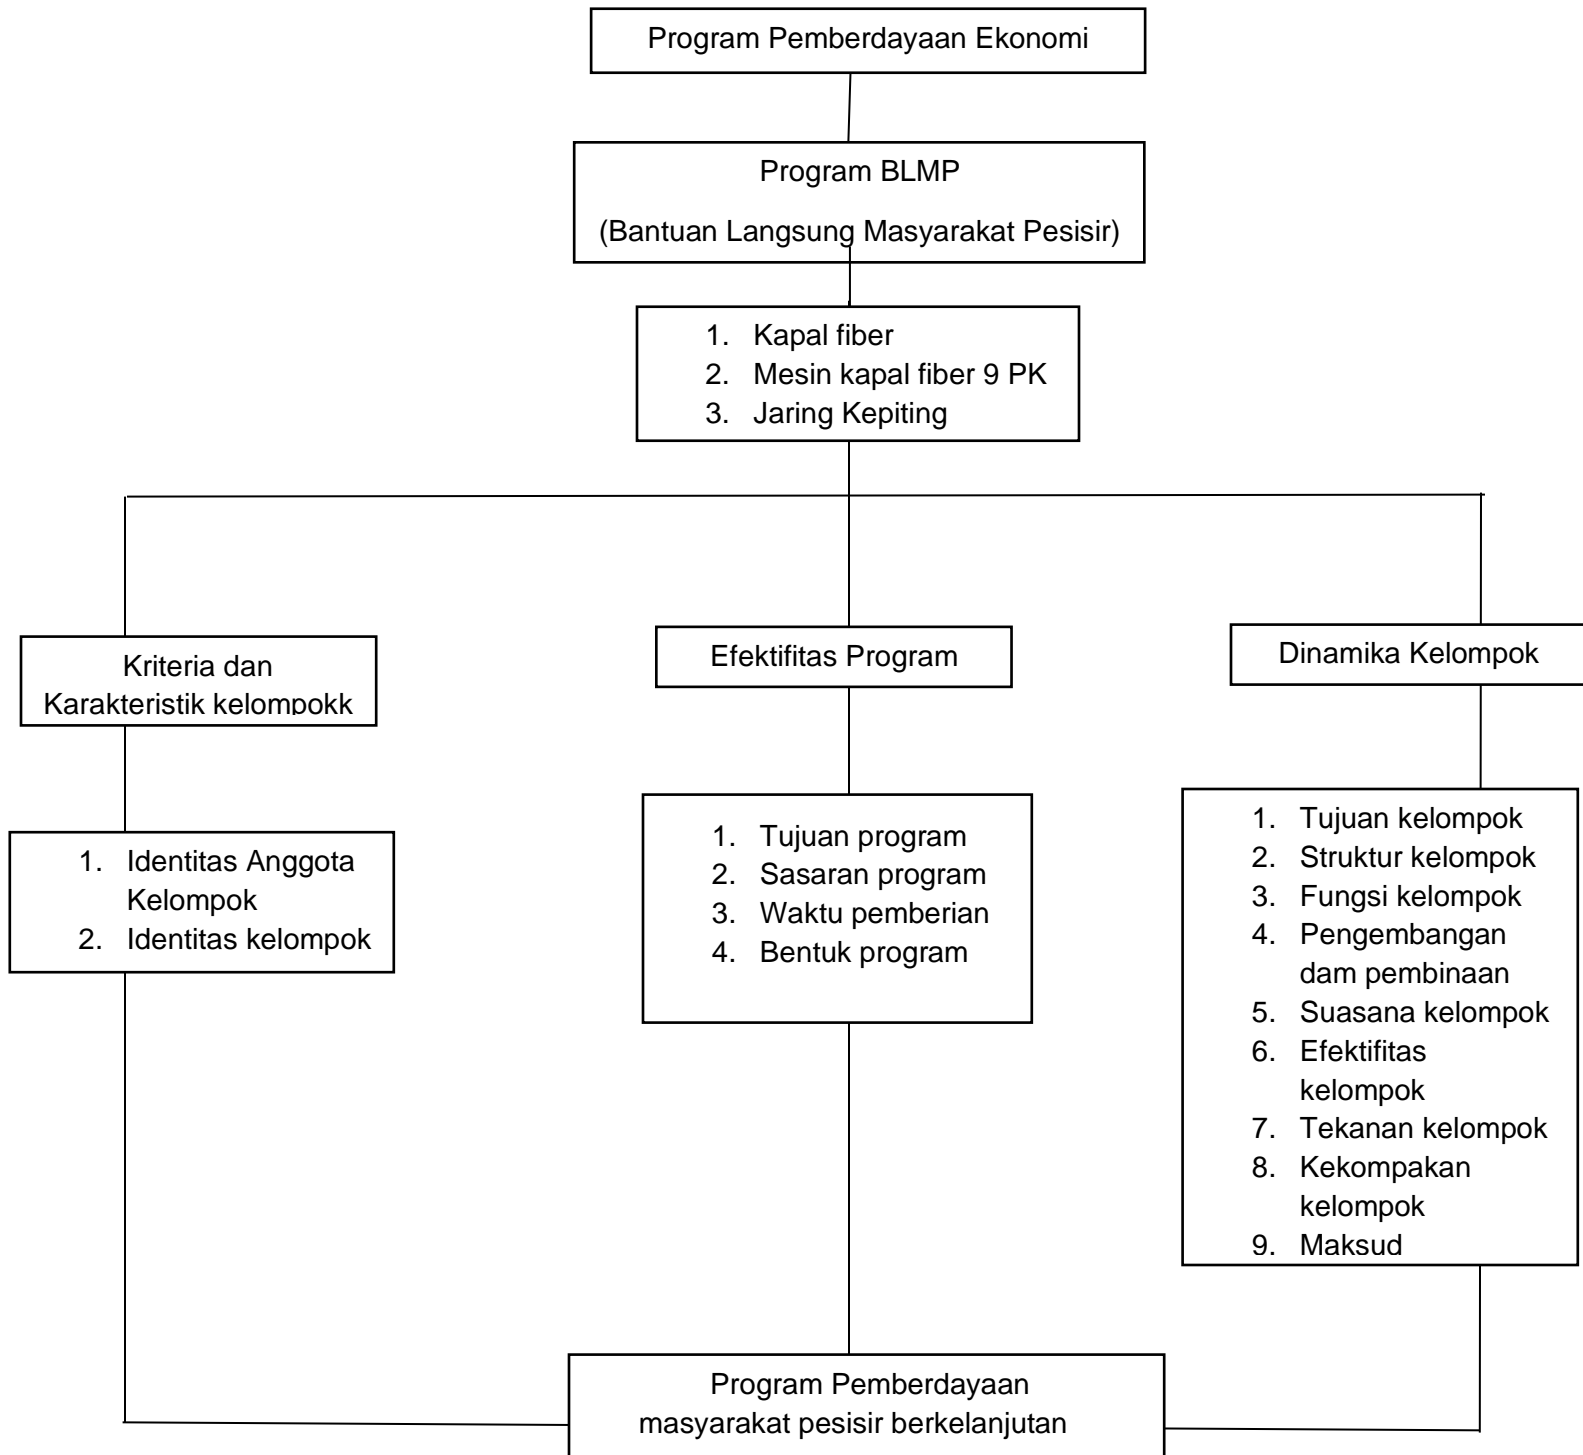 Program Pemberdayaan Ekonomi
Program BLMP
(Bantuan Langsung Masyarakat Pesisir)
1. Kapal fiber
2. Mesin kapal fiber 9 PK
3. Jaring Kepiting
Kriteria dan
Karakteristik kelompokk
Efektifitas Program
Dinamika Kelompok
1. Identitas Anggota
Kelompok
2. Identitas kelompok
1. Tujuan program
2. Sasaran program
3. Waktu pemberian
4. Bentuk program
1. Tujuan kelompok
2. Struktur kelompok
3. Fungsi kelompok
4. Pengembangan
dam pembinaan
5. Suasana kelompok
6. Efektifitas
kelompok
7. Tekanan kelompok
8. Kekompakan
kelompok
9. Maksud
Program Pemberdayaan
masyarakat pesisir berkelanjutan